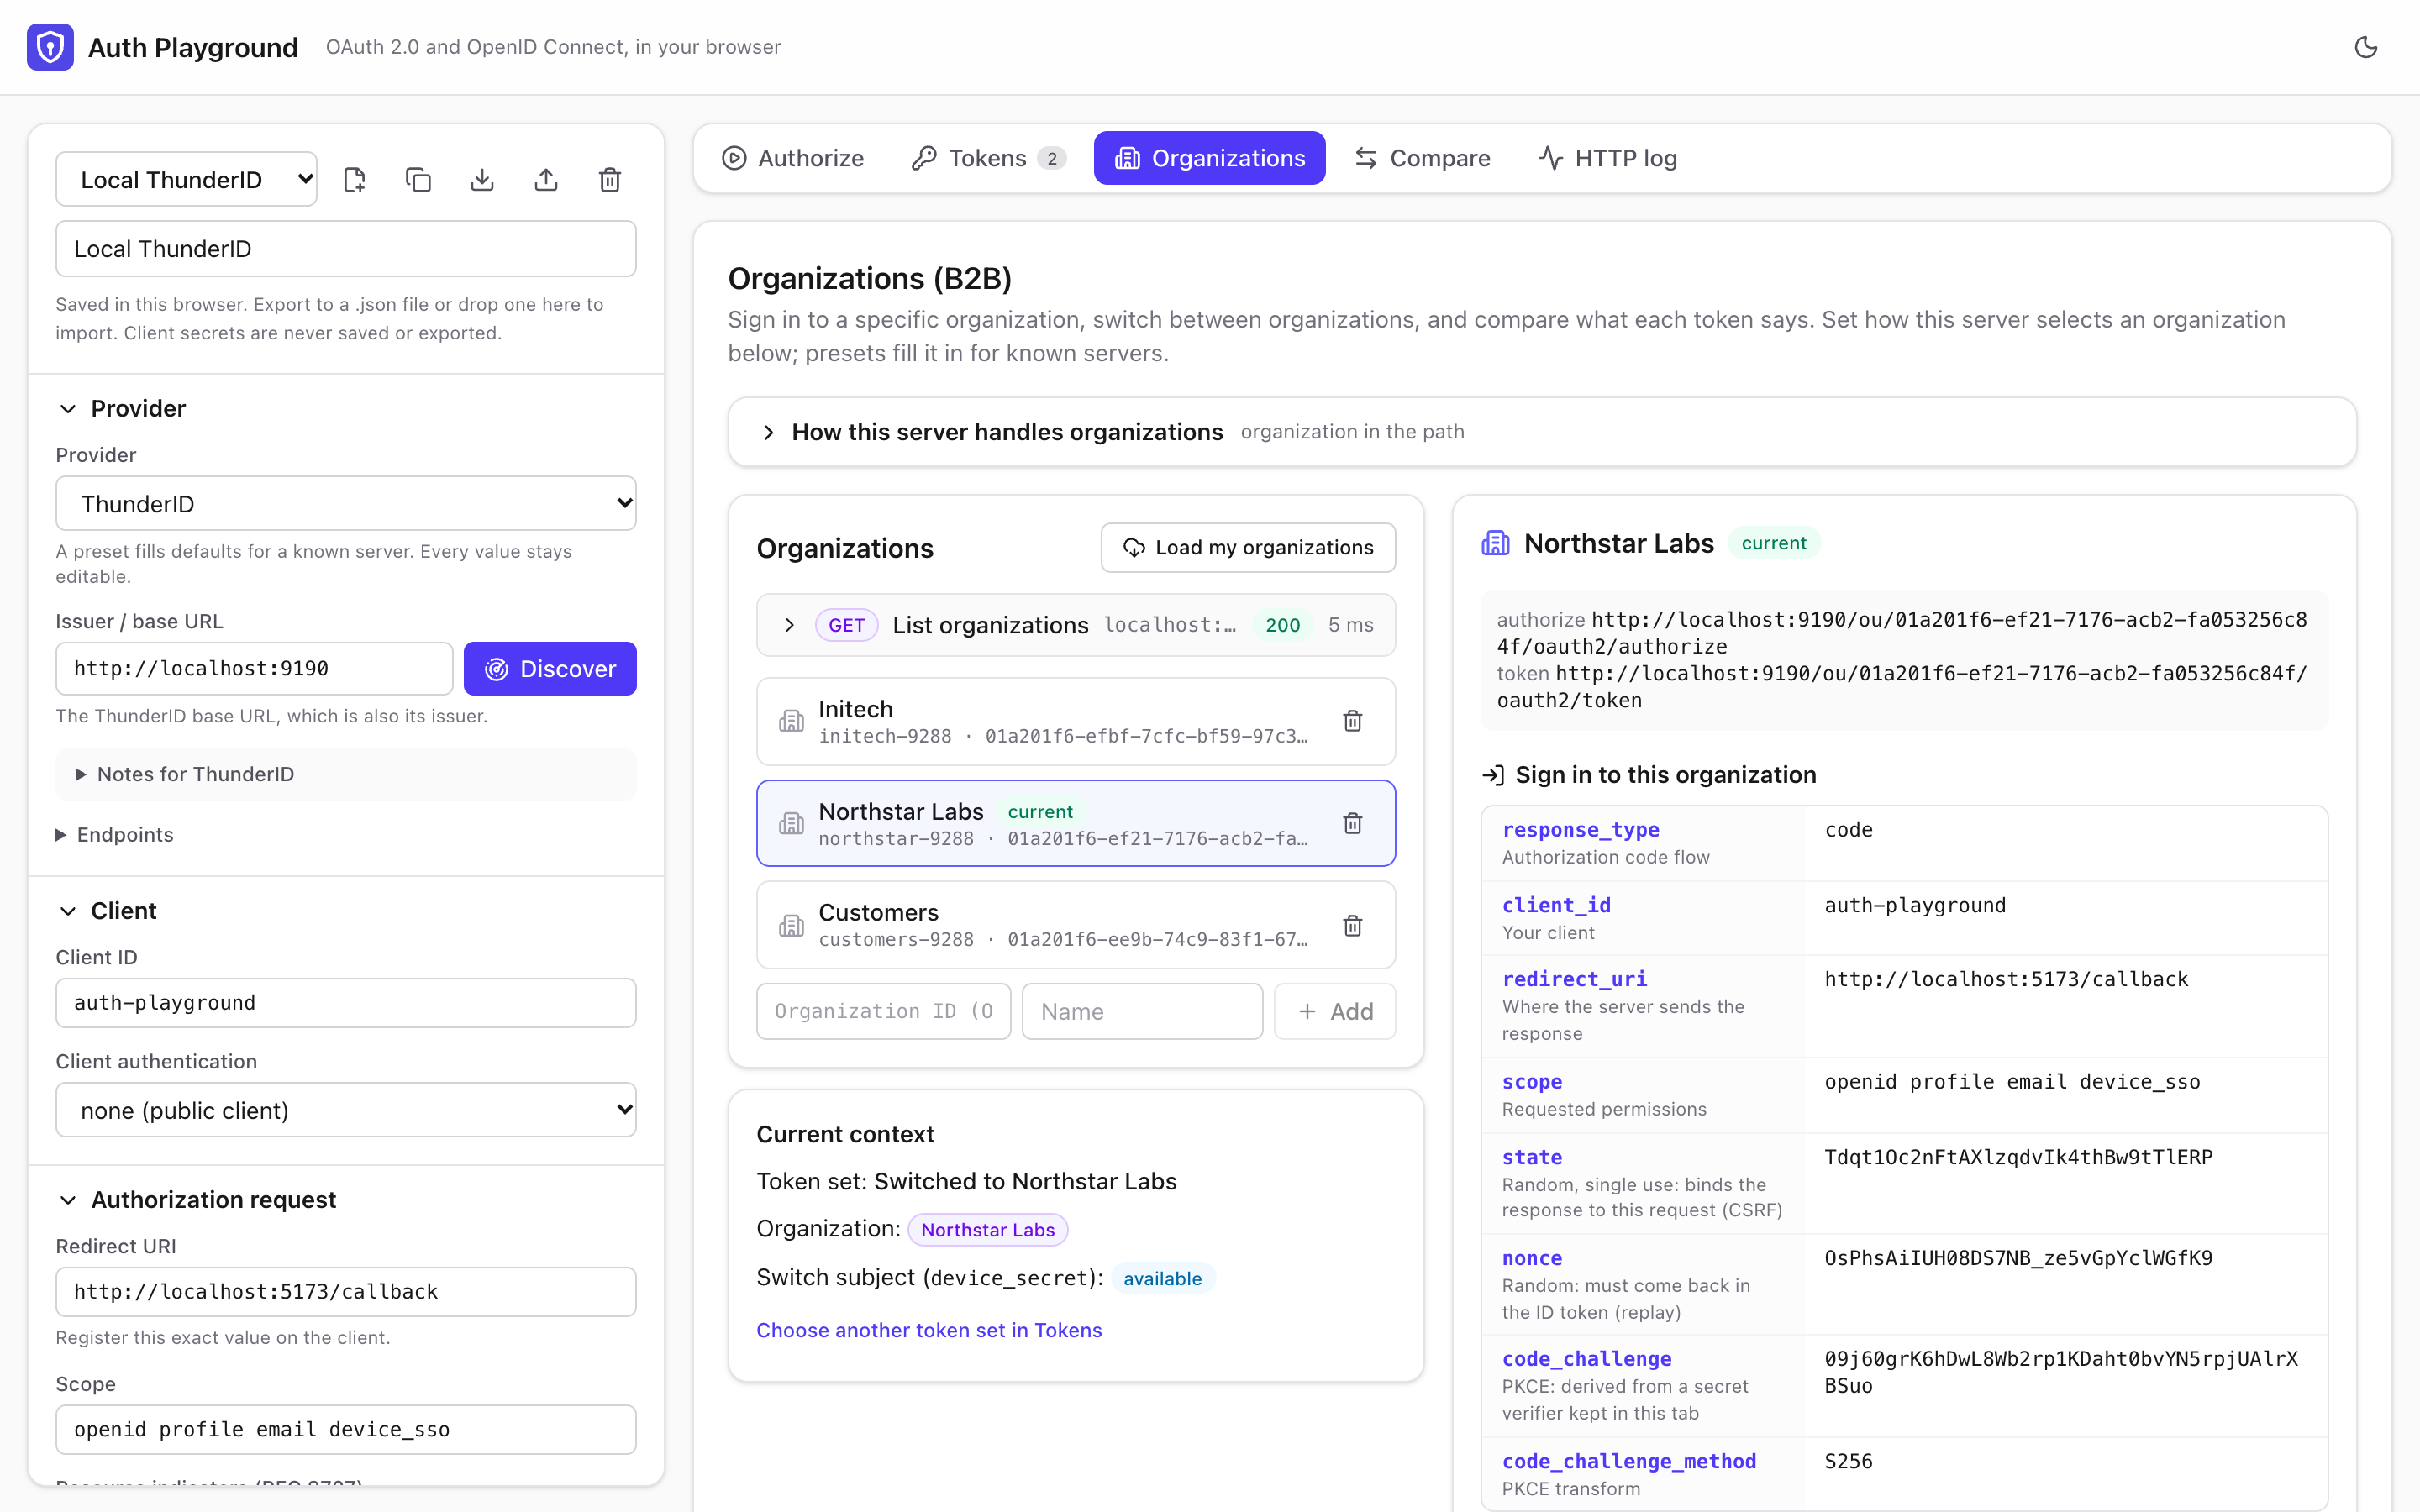 Auth Playground
OAuth 2.0 and OpenID Connect, in your browser
Local ThunderID
Local ThunderID
Saved in this browser. Export to a .json file or drop one here to
import. Client secrets are never saved or exported.
Provider
Provider
ThunderID
A preset fills defaults for a known server. Every value stays
editable.
Issuer / base URL
http://localhost:9190
Discover
The ThunderID base URL, which is also its issuer.
Notes for ThunderID
Endpoints
Client
Client ID
auth-playground
Client authentication
none (public client)
Authorization request
Redirect URI
http://localhost:5173/callback
Register this exact value on the client.
Scope
openid profile email device_sso
Authorize
Tokens 2
Organizations
Compare
HTTP log
Organizations (B2B)
Sign in to a specific organization, switch between organizations, and compare what each token says. Set how this server selects an organization
below; presets fill it in for known servers.
How this server handles organizations organization in the path
Organizations
Load my organizations
GET List organizations localhost:… 200 5 ms
Initech
initech-9288 · 01a201f6-efbf-7cfc-bf59-97c3…
Northstar Labs current
northstar-9288 · 01a201f6-ef21-7176-acb2-fa…
Customers
customers-9288 · 01a201f6-ee9b-74c9-83f1-67…
Organization ID (O
Name
+ Add
Current context
Token set: Switched to Northstar Labs
Organization: Northstar Labs
Switch subject (device_secret): available
Choose another token set in Tokens
Northstar Labs current
authorize http://localhost:9190/ou/01a201f6-ef21-7176-acb2-fa053256c8
4f/oauth2/authorize
token http://localhost:9190/ou/01a201f6-ef21-7176-acb2-fa053256c84f/
oauth2/token
Sign in to this organization
response_type code
Authorization code flow
client_id auth-playground
Your client
redirect_uri http://localhost:5173/callback
Where the server sends the
response
scope openid profile email device_sso
Requested permissions
state Tdqt1Oc2nFtAXlzqdvIk4thBw9tTlERP
Random, single use: binds the
response to this request (CSRF)
nonce OsPhsAiIUH08DS7NB_ze5vGpYclWGfK9
Random: must come back in
the ID token (replay)
code_challenge 09j60grK6hDwL8Wb2rp1KDaht0bvYN5rpjUAlrX
BSuo
PKCE: derived from a secret
verifier kept in this tab
code_challenge_method S256
PKCE transform